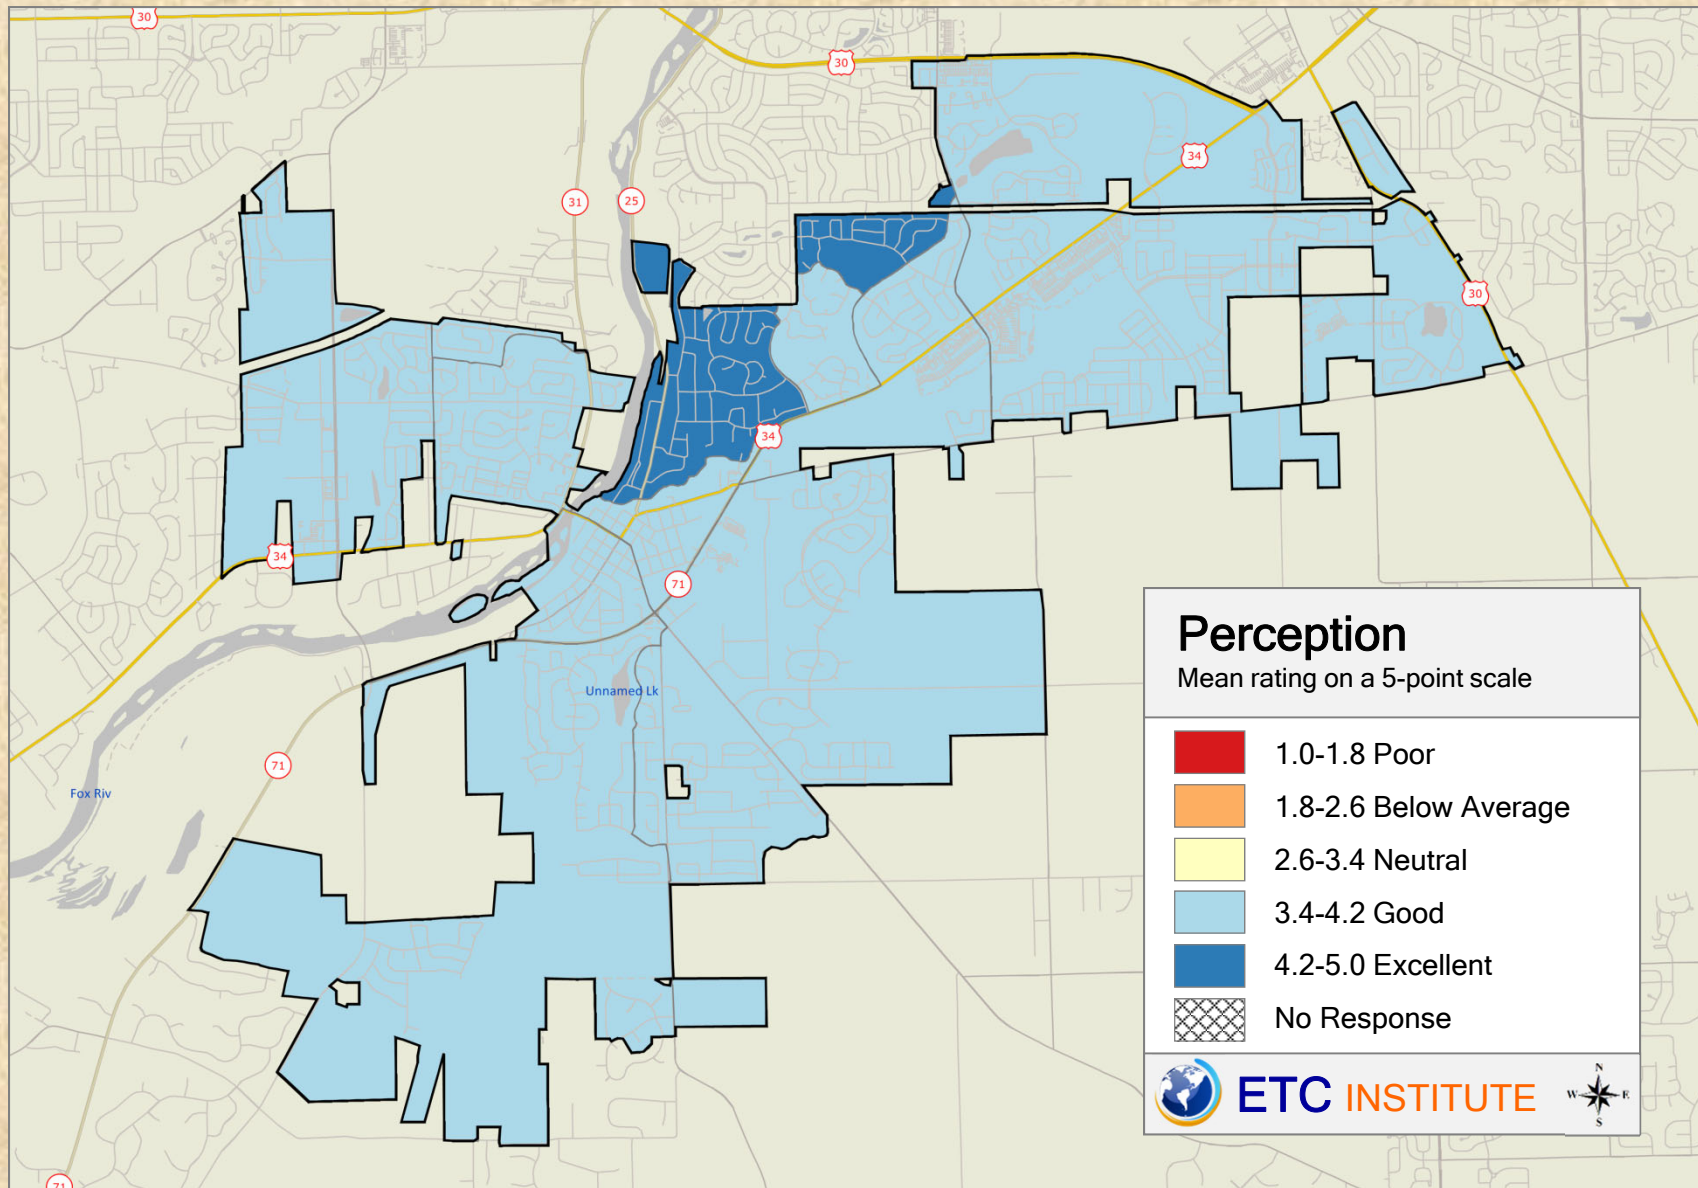 30
30
34
31
25
30
34
34
71
Unnamed Lk
71
Fox Riv
71
Perception
Mean rating on a 5-point scale
1.0-1.8 Poor
1.8-2.6 Below Average
2.6-3.4 Neutral
3.4-4.2 Good
4.2-5.0 Excellent
No Response
ETC INSTITUTE
N
W E
S